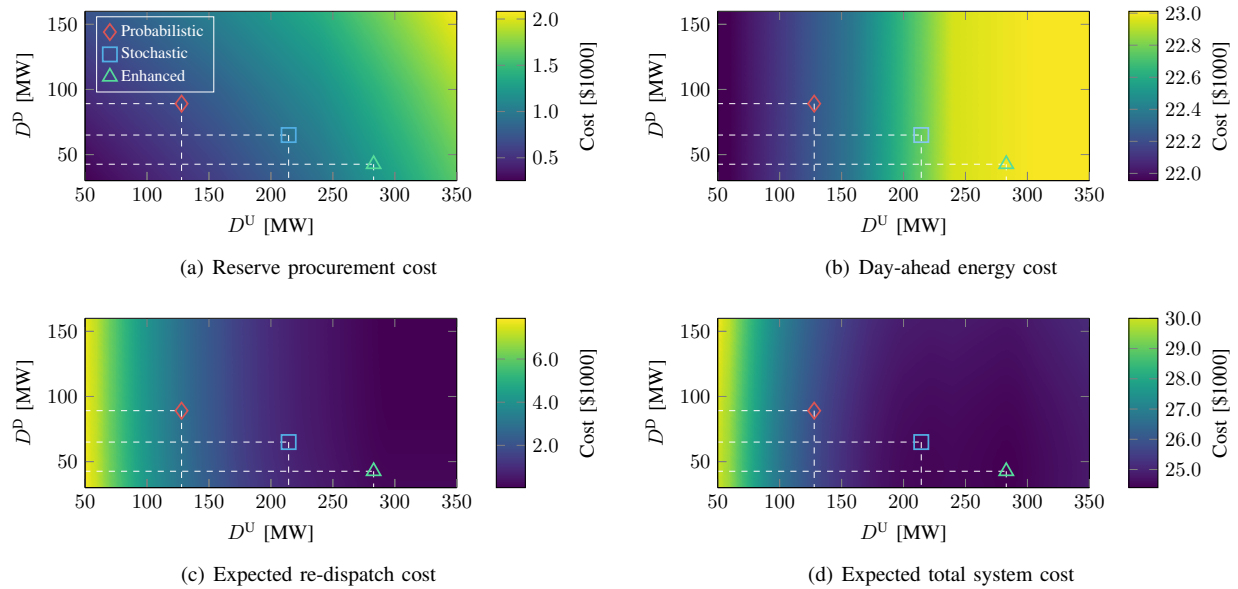 150
100
50
D^D [MW]
Probabilistic
Stochastic
Enhanced
50 100 150 200 250 300 350
D^U [MW]
2.0
1.5
1.0
0.5
Cost [$1000]
(a) Reserve procurement cost
150
100
50
D^D [MW]
50 100 150 200 250 300 350
D^U [MW]
23.0
22.8
22.6
22.4
22.2
22.0
Cost [$1000]
(b) Day-ahead energy cost
150
100
50
D^D [MW]
50 100 150 200 250 300 350
D^U [MW]
6.0
4.0
2.0
Cost [$1000]
(c) Expected re-dispatch cost
150
100
50
D^D [MW]
50 100 150 200 250 300 350
D^U [MW]
30.0
29.0
28.0
27.0
26.0
25.0
Cost [$1000]
(d) Expected total system cost